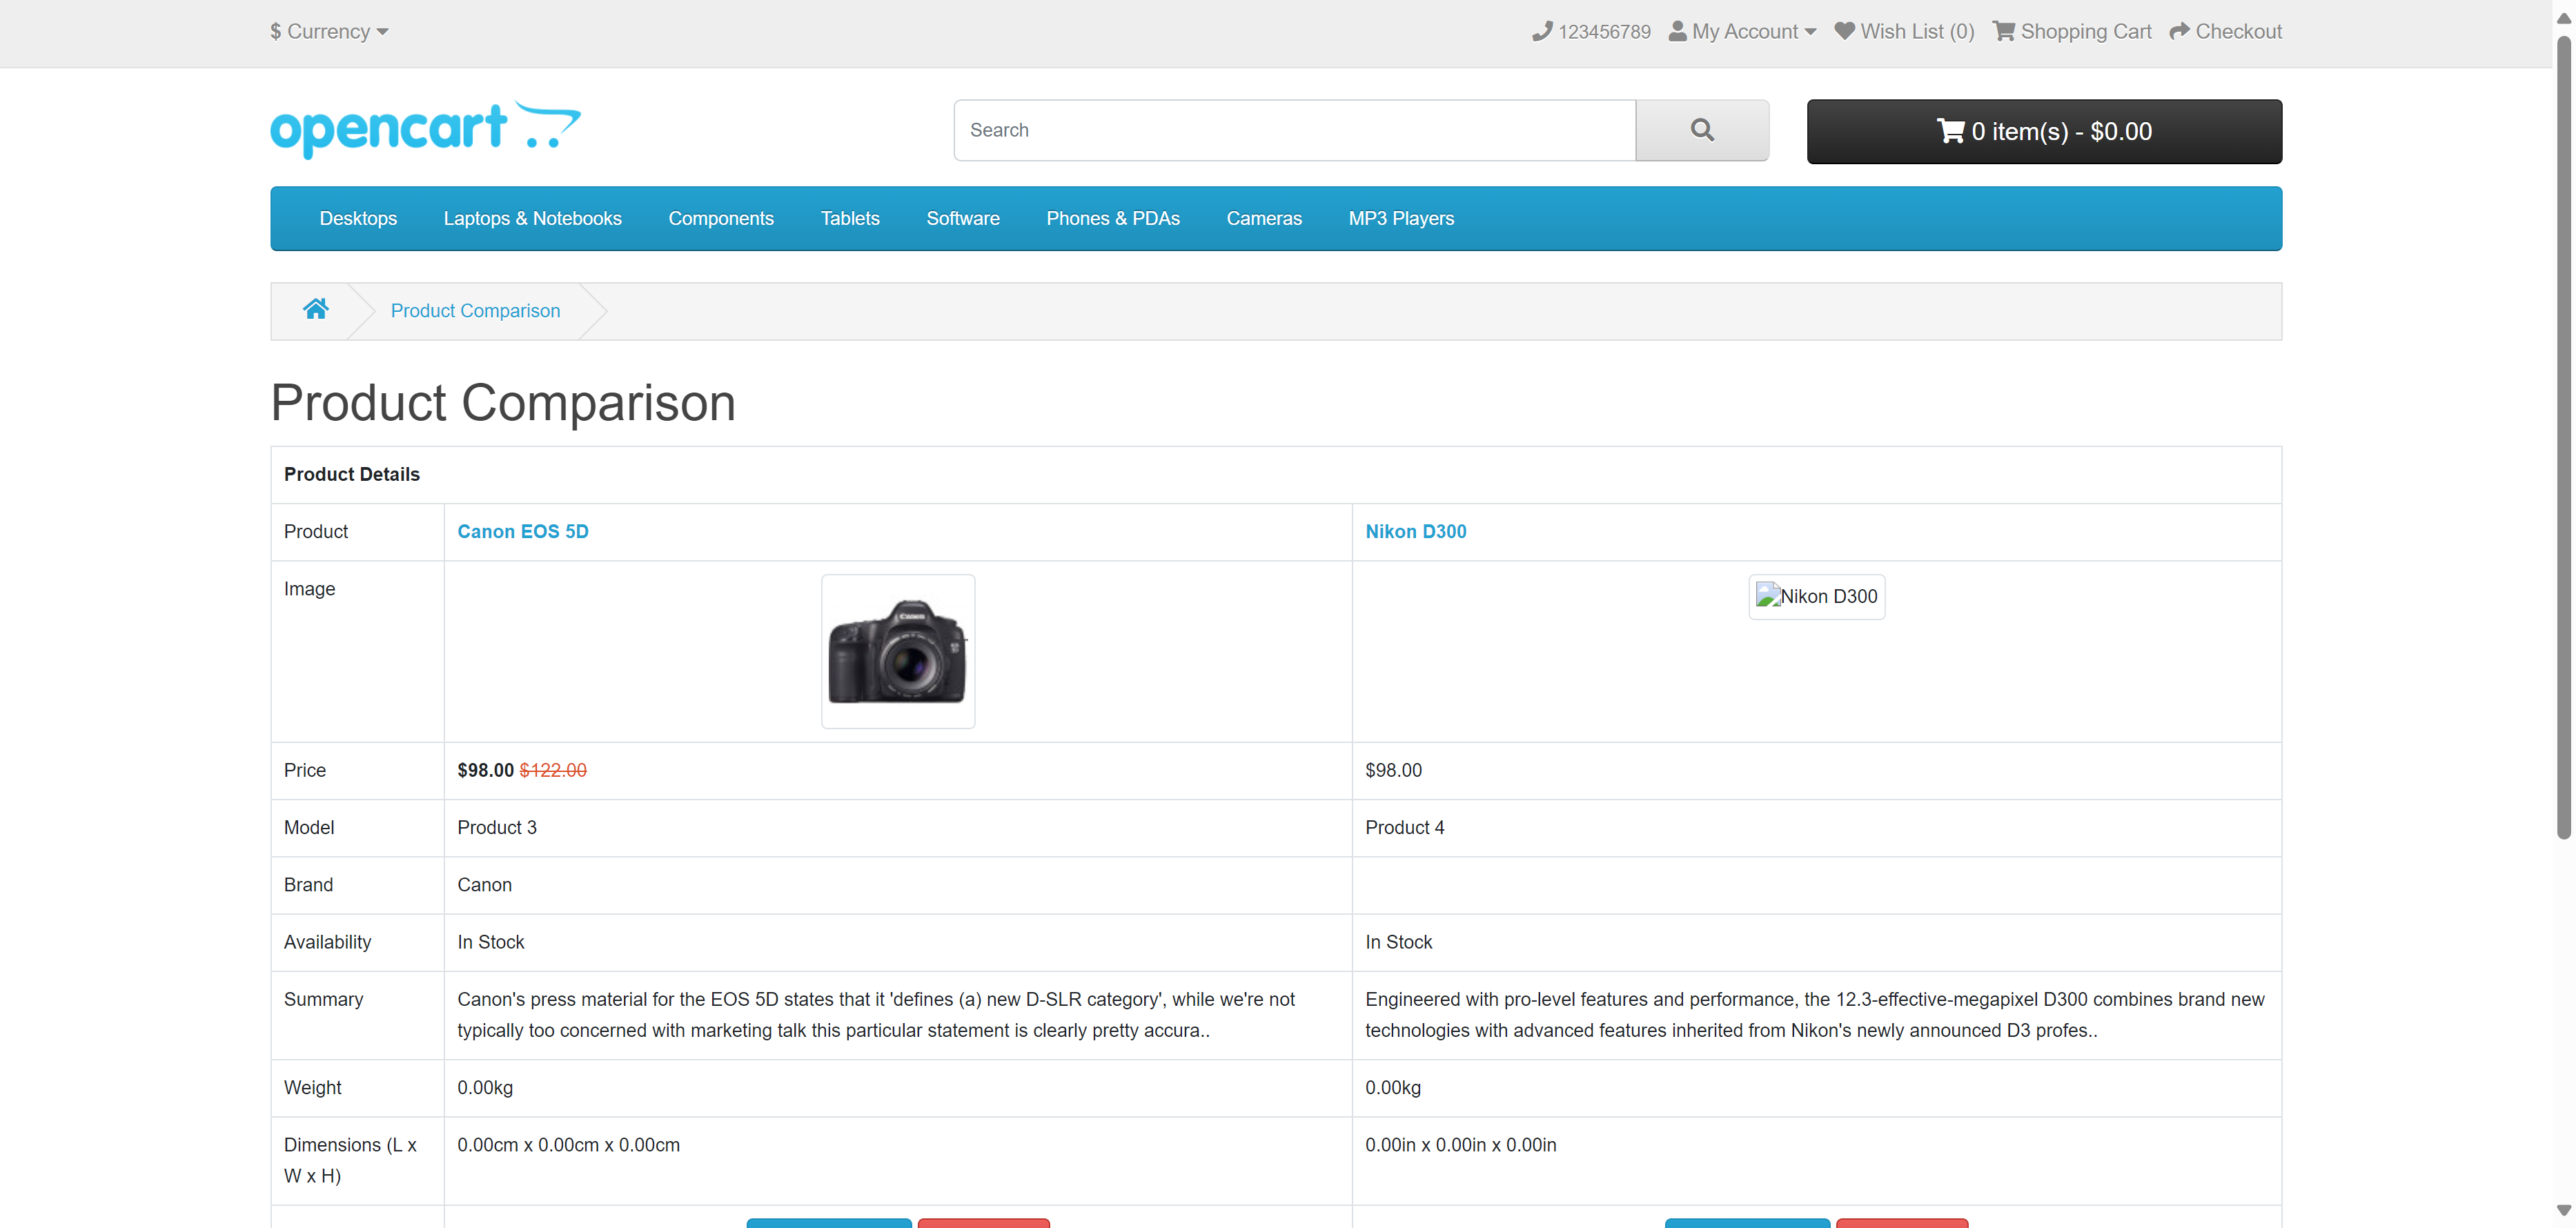 $ Currency
123456789 My Account Wish List (0) Shopping Cart Checkout
opencart
Search
0 item(s) - $0.00
Desktops Laptops & Notebooks Components Tablets Software Phones & PDAs Cameras MP3 Players
Product Comparison
Product Comparison
Product Details
Product Canon EOS 5D Nikon D300
Image Nikon D300
Canon
Price $98.00 $122.00 $98.00
Model Product 3 Product 4
Brand Canon
Availability In Stock In Stock
Summary Canon's press material for the EOS 5D states that it 'defines (a) new D-SLR category', while we're not
typically too concerned with marketing talk this particular statement is clearly pretty accura..
Engineered with pro-level features and performance, the 12.3-effective-megapixel D300 combines brand new
technologies with advanced features inherited from Nikon's newly announced D3 profes..
Weight 0.00kg 0.00kg
Dimensions (L x
W x H)
0.00cm x 0.00cm x 0.00cm 0.00in x 0.00in x 0.00in